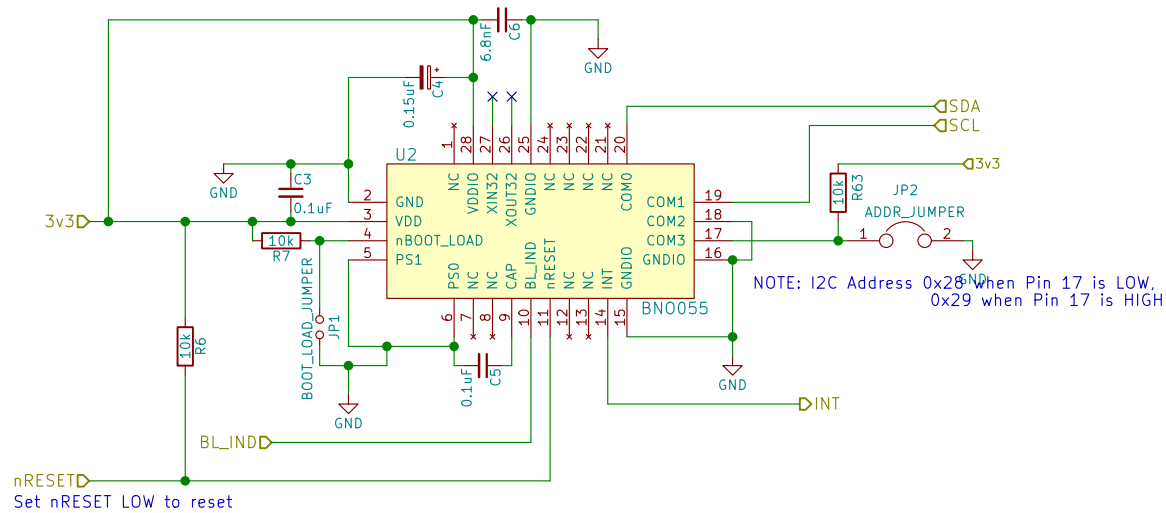 6.8nF
C6
GND
0.15uF
+
C4
SDA
SCL
3v3
1
28
27
26
25
24
23
22
21
20
U2
NC
VDDIO
XIN32
XOUT32
GNDIO
NC
NC
NC
NC
COM0
GND
C3
0.1uF
3v3
2
3
4
5
GND
VDD
nBOOT_LOAD
PS1
10k
R7
COM1
COM2
COM3
GNDIO
19
18
17
16
10k
R63
JP2
ADDR_JUMPER
1
2
GND
NOTE: I2C Address 0x28 when Pin 17 is LOW,
0x29 when Pin 17 is HIGH
PS0
NC
NC
CAP
BL_IND
nRESET
NC
NC
INT
GNDIO
BNO055
6
7
8
9
10
11
12
13
14
15
BOOT_LOAD_JUMPER
JP1
10k
R6
0.1uF
C5
GND
GND
INT
BL_IND
nRESET
Set nRESET LOW to reset